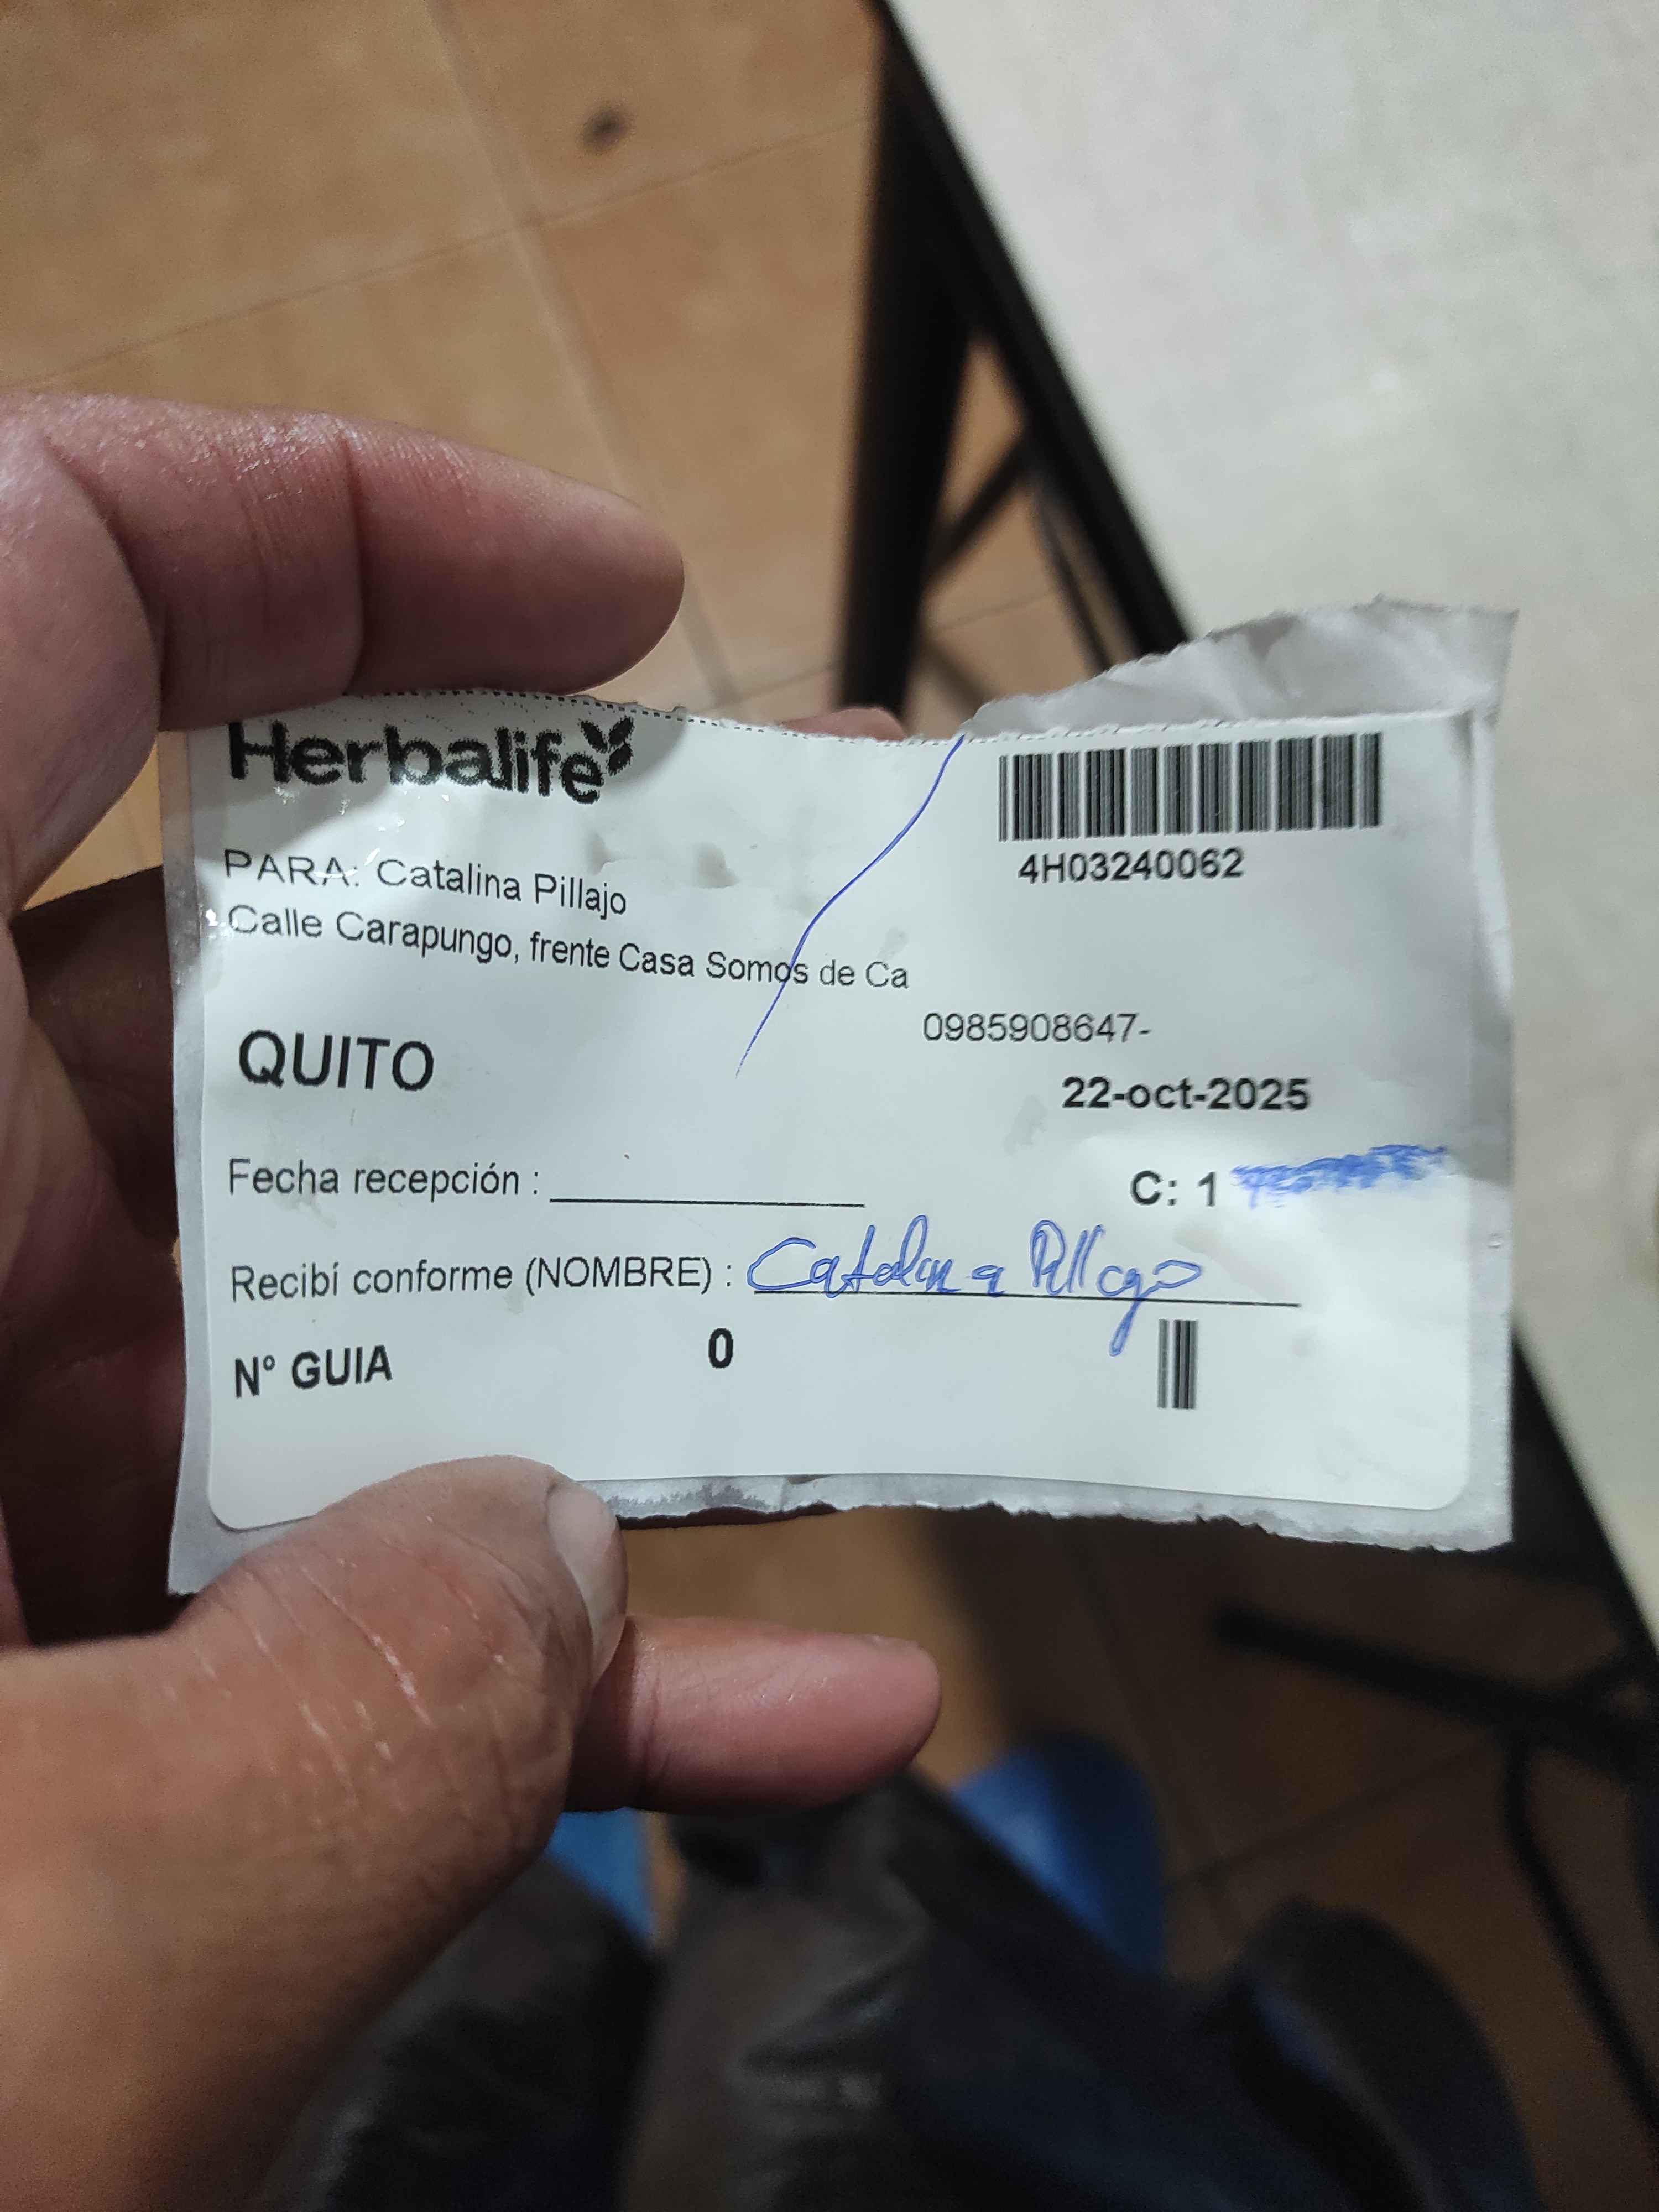 Herbalife
4H03240062
PARA: Catalina Pillajo
Calle Carapungo, frente Casa Somos de Ca
0985908647-
QUITO
22-oct-2025
Fecha recepción :
C: 1
Recibí conforme (NOMBRE) : Catalina Pillajo
N° GUIA 0